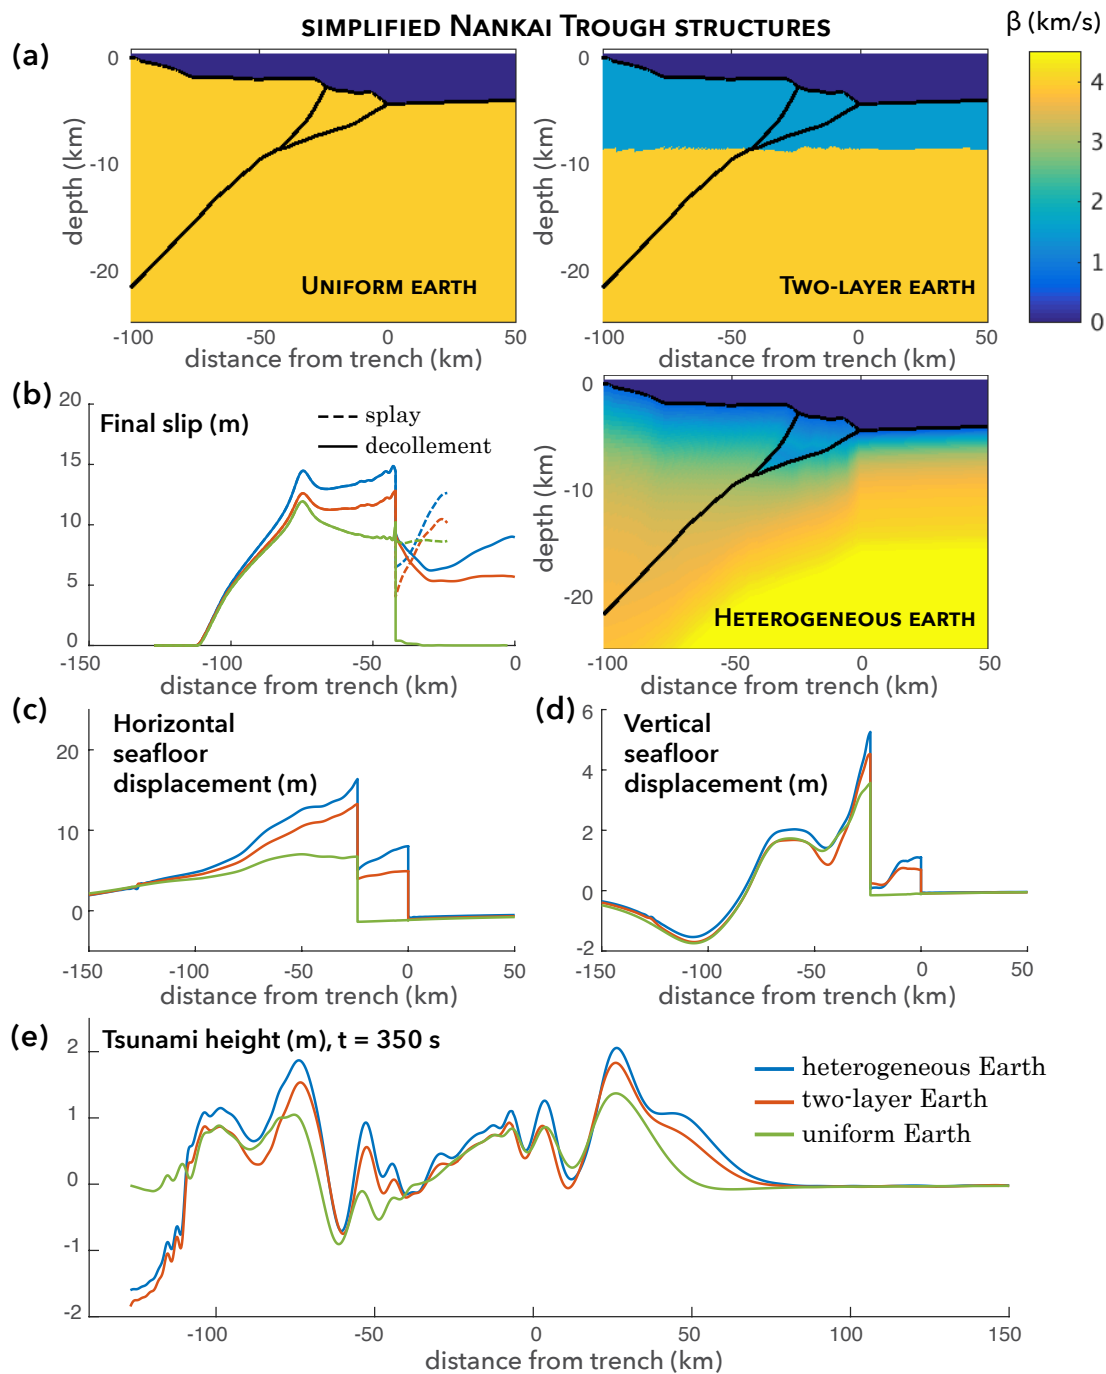 SIMPLIFIED NANKAI TROUGH STRUCTURES
β (km/s)
(a)
0
-10
-20
depth (km)
UNIFORM EARTH
-100
-50
0
50
distance from trench (km)
0
-10
-20
depth (km)
TWO-LAYER EARTH
-100
-50
0
50
distance from trench (km)
4
3
2
1
0
(b)
20
15
10
5
0
Final slip (m)
splay
decollement
-150
-100
-50
0
distance from trench (km)
0
-10
-20
depth (km)
HETEROGENEOUS EARTH
-100
-50
0
50
distance from trench (km)
(c)
20
10
0
Horizontal
seafloor
displacement (m)
-150
-100
-50
0
50
distance from trench (km)
(d)
6
4
2
0
-2
Vertical
seafloor
displacement (m)
-150
-100
-50
0
50
distance from trench (km)
(e)
Tsunami height (m), t = 350 s
2
1
0
-1
-2
heterogeneous Earth
two-layer Earth
uniform Earth
-100
-50
0
50
100
150
distance from trench (km)